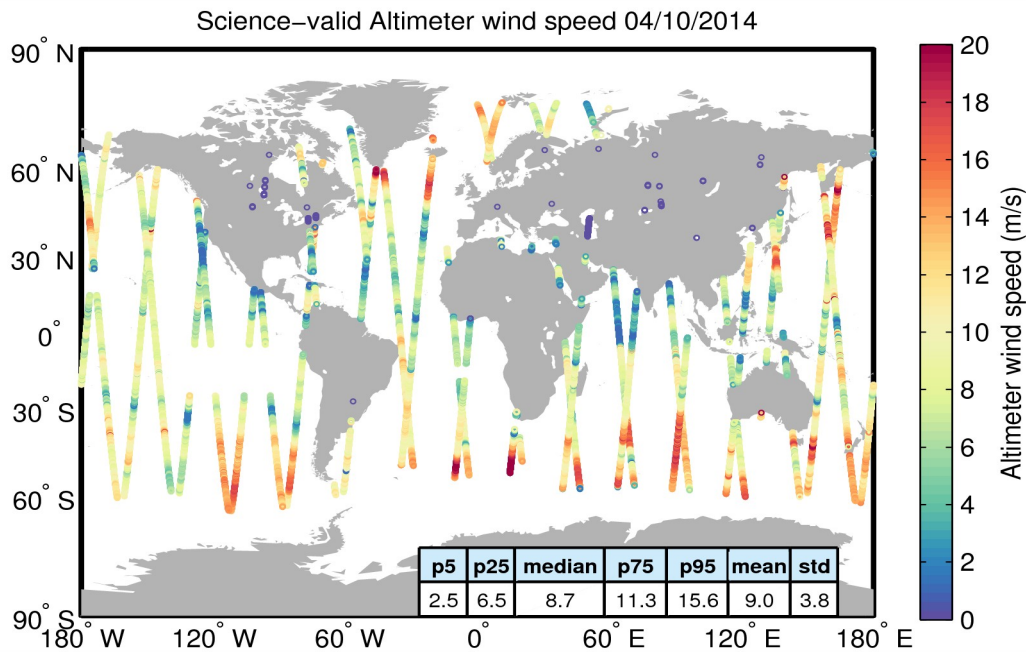 Science−valid Altimeter wind speed 04/10/2014
90° N
60° N
30° N
0°
30° S
60° S
90° S
180° W
120° W
60° W
0°
60° E
120° E
180° E
p5 p25 median p75 p95 mean std
2.5 6.5 8.7 11.3 15.6 9.0 3.8
20
18
16
14
12
10
8
6
4
2
0
Altimeter wind speed (m/s)